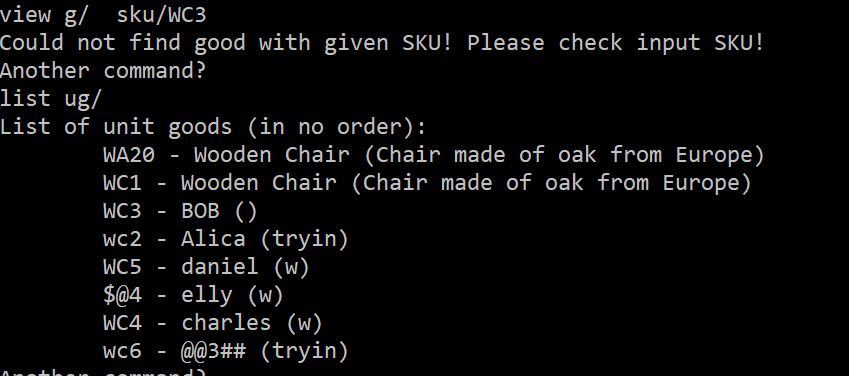 view g/  sku/WC3
Could not find good with given SKU! Please check input SKU!
Another command?
list ug/
List of unit goods (in no order):
        WA20 - Wooden Chair (Chair made of oak from Europe)
        WC1 - Wooden Chair (Chair made of oak from Europe)
        WC3 - BOB ()
        wc2 - Alica (tryin)
        WC5 - daniel (w)
        $@4 - elly (w)
        WC4 - charles (w)
        wc6 - @@3## (tryin)
Another command?